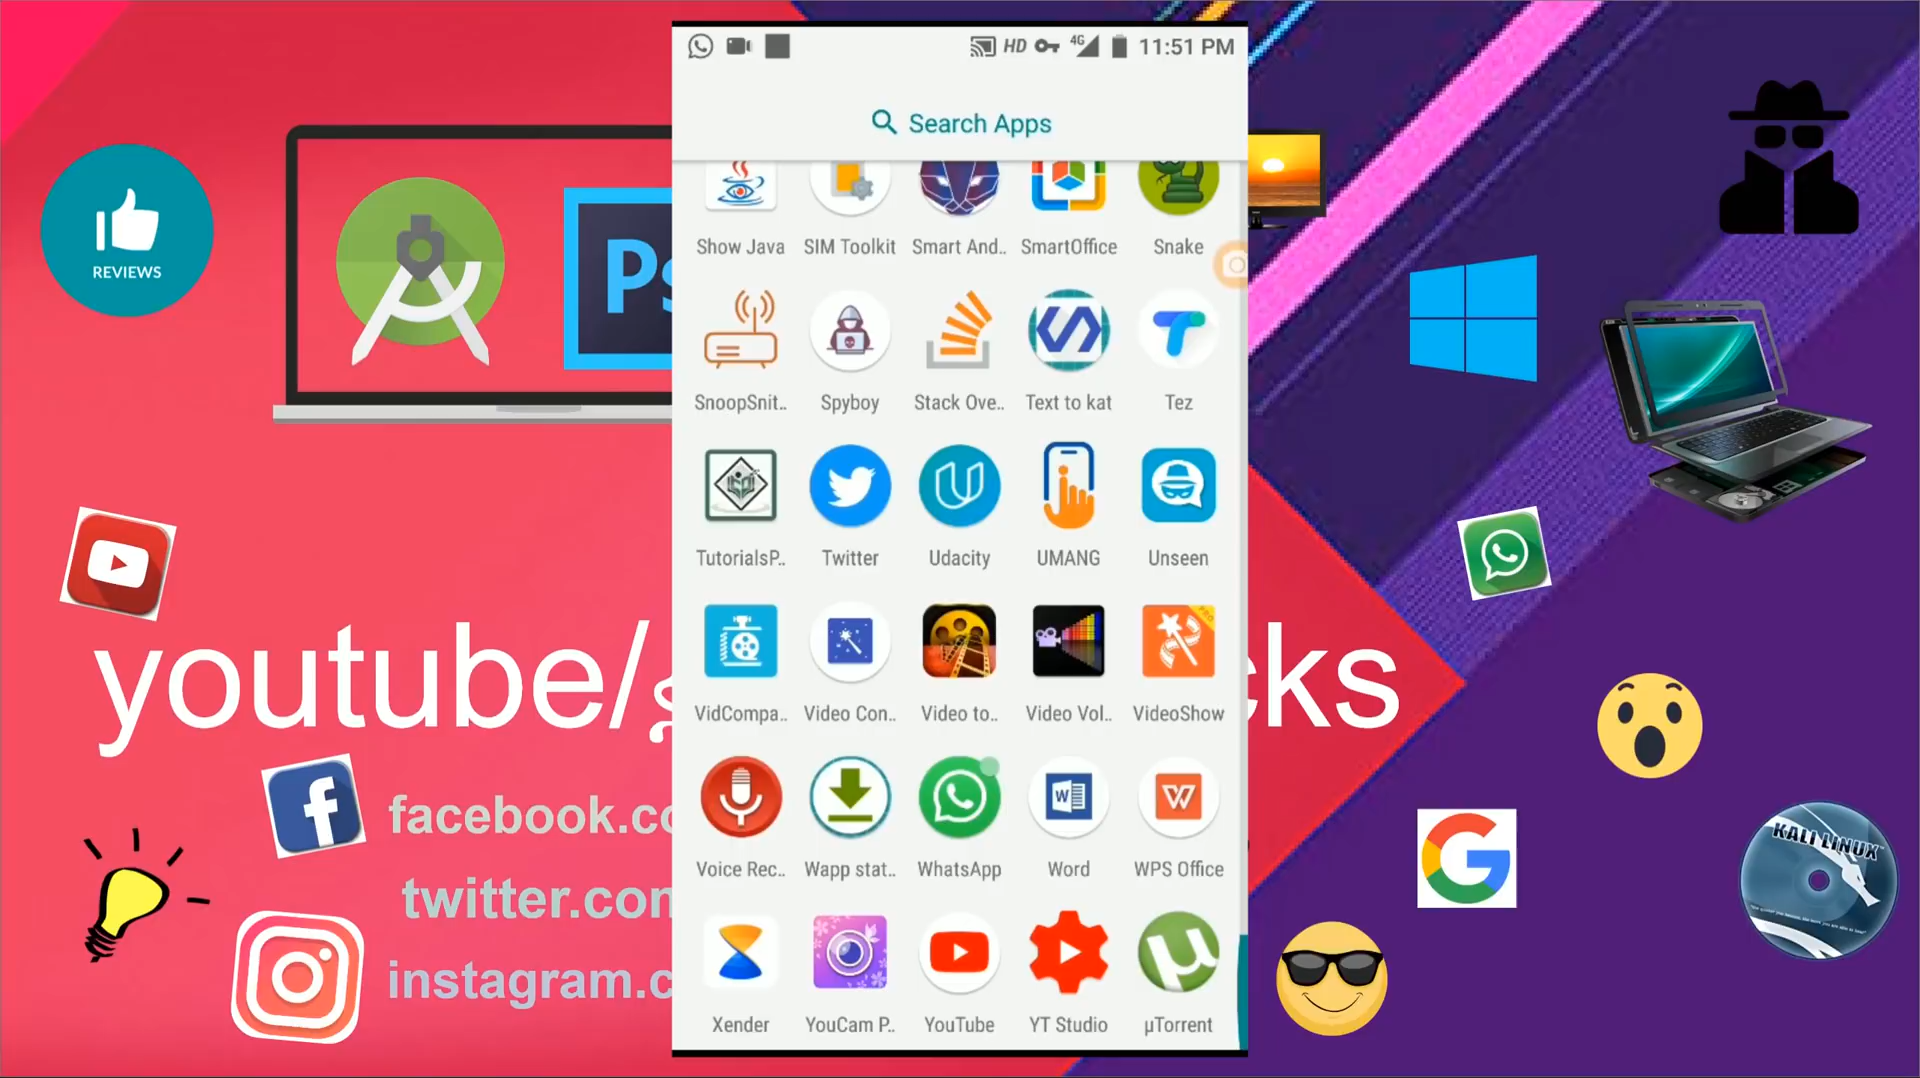 HD 4G 11:51 PM
Search Apps
REVIEWS
Ps
Show Java SIM Toolkit Smart And.. SmartOffice Snake
SnoopSnit.. Spyboy Stack Ove.. Text to kat Tez
TutorialsP.. Twitter Udacity UMANG Unseen
VidCompa.. Video Con.. Video to.. Video Vol.. VideoShow
youtube/ cks
Voice Rec.. Wapp stat.. WhatsApp Word WPS Office
facebook.co
KALI LINUX
twitter.com
instagram.c
Xender YouCam P.. YouTube YT Studio µTorrent